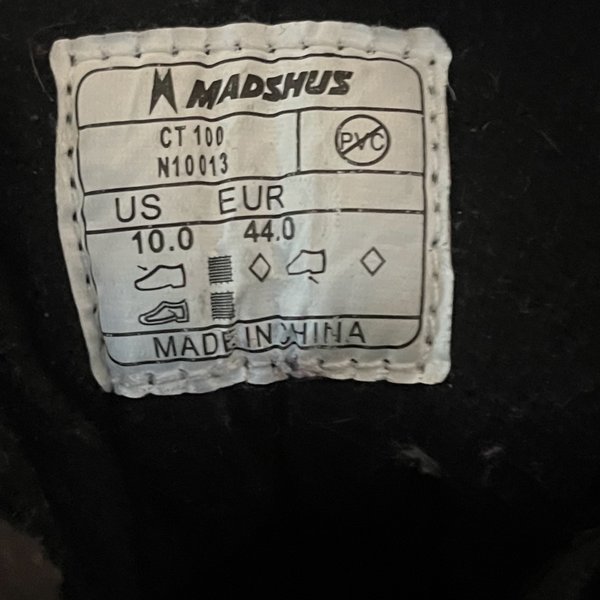 MADSHUS
CT 100
N10013
PVC
US EUR
10.0 44.0
MADE IN CHINA